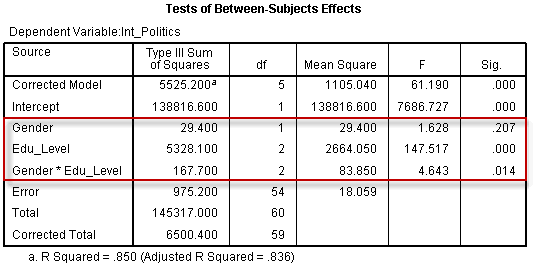 Tests of Between-Subjects Effects
Dependent Variable:Int_Politics
Source Type III Sum of Squares df Mean Square F Sig.
Corrected Model 5525.200a 5 1105.040 61.190 .000
Intercept 138816.600 1 138816.600 7686.727 .000
Gender 29.400 1 29.400 1.628 .207
Edu_Level 5328.100 2 2664.050 147.517 .000
Gender * Edu_Level 167.700 2 83.850 4.643 .014
Error 975.200 54 18.059
Total 145317.000 60
Corrected Total 6500.400 59
a. R Squared = .850 (Adjusted R Squared = .836)